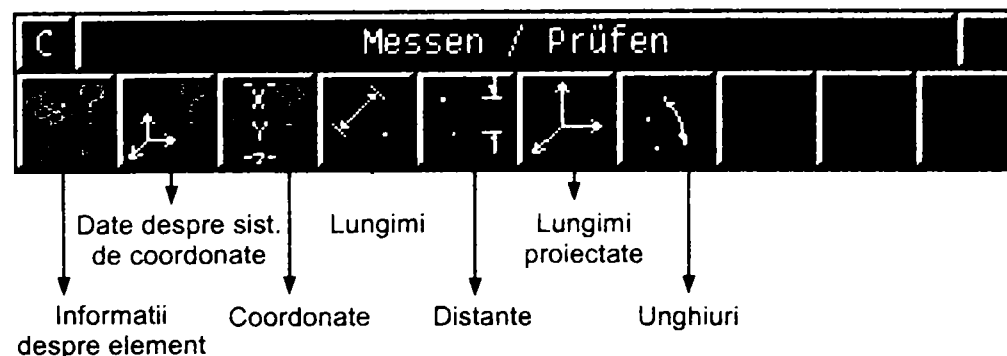 C Messen / Prüfen
X
Y
Date despre sist.
de coordonate
Lungimi
Lungimi
proiectate
Informatii
despre element
Coordonate
Distante
Unghiuri